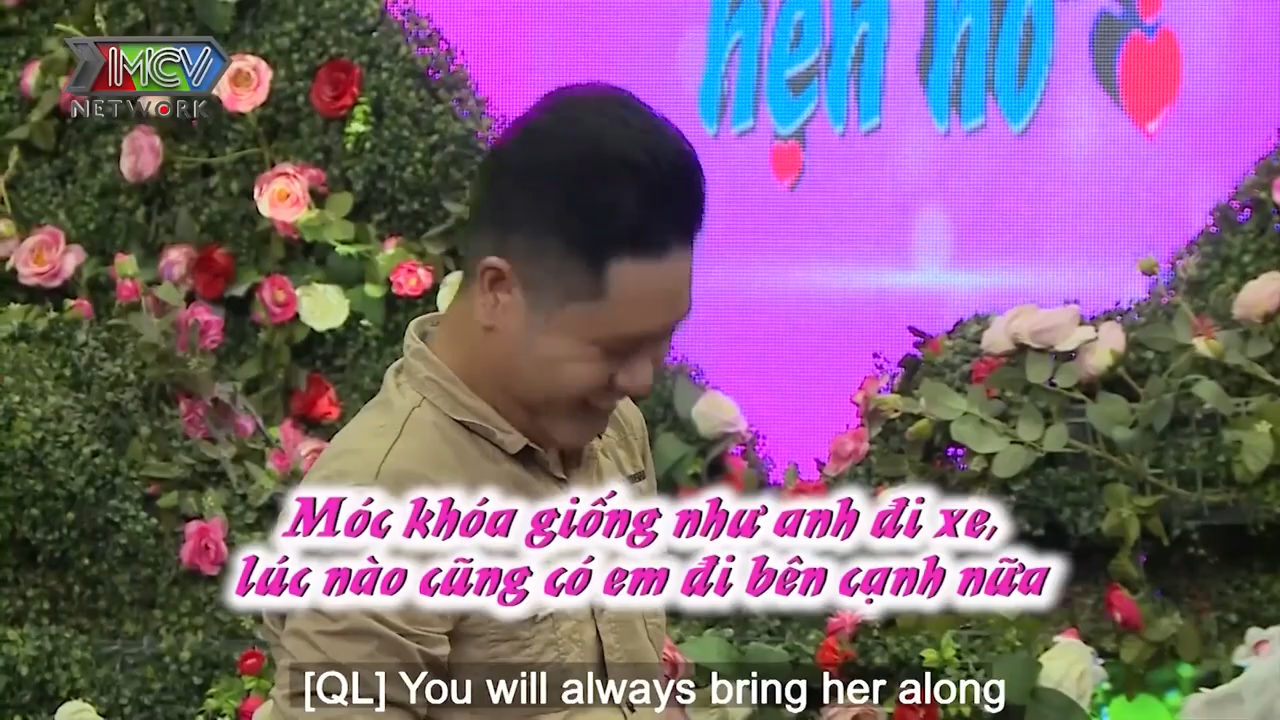 MCV
NETWORK
hẹn hò
Móc khóa giống như anh đi xe,
lúc nào cũng có em đi bên cạnh nữa
[QL] You will always bring her along